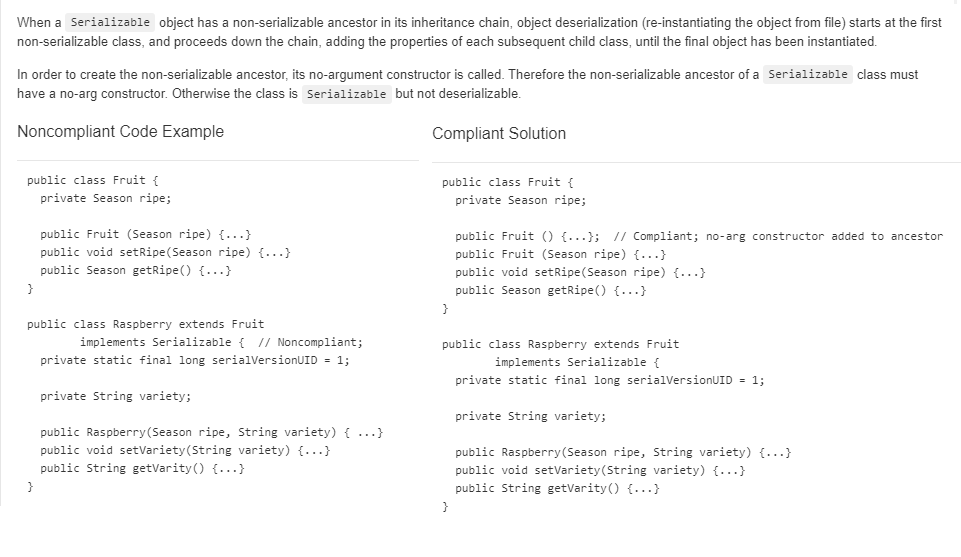 When a Serializable object has a non-serializable ancestor in its inheritance chain, object deserialization (re-instantiating the object from file) starts at the first
non-serializable class, and proceeds down the chain, adding the properties of each subsequent child class, until the final object has been instantiated.
In order to create the non-serializable ancestor, its no-argument constructor is called. Therefore the non-serializable ancestor of a Serializable class must
have a no-arg constructor. Otherwise the class is Serializable but not deserializable.
Noncompliant Code Example
public class Fruit {
private Season ripe;
public Fruit (Season ripe) {...}
public void setRipe(Season ripe) {...}
public Season getRipe() {...}
}
public class Raspberry extends Fruit
implements Serializable { // Noncompliant;
private static final long serialVersionUID = 1;
private String variety;
public Raspberry(Season ripe, String variety) { ...}
public void setVariety(String variety) {...}
public String getVarity() {...}
}
Compliant Solution
public class Fruit {
private Season ripe;
public Fruit () {...}; // Compliant; no-arg constructor added to ancestor
public Fruit (Season ripe) {...}
public void setRipe(Season ripe) {...}
public Season getRipe() {...}
}
public class Raspberry extends Fruit
implements Serializable {
private static final long serialVersionUID = 1;
private String variety;
public Raspberry(Season ripe, String variety) {...}
public void setVariety(String variety) {...}
public String getVarity() {...}
}